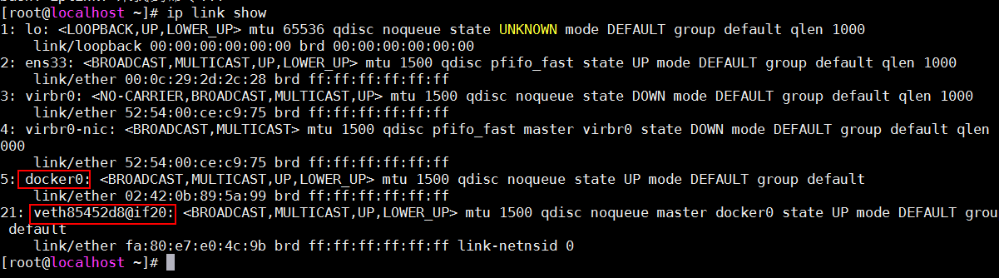 [root@localhost ~]# ip link show
1: lo: <LOOPBACK,UP,LOWER_UP> mtu 65536 qdisc noqueue state UNKNOWN mode DEFAULT group default qlen 1000
    link/loopback 00:00:00:00:00:00 brd 00:00:00:00:00:00
2: ens33: <BROADCAST,MULTICAST,UP,LOWER_UP> mtu 1500 qdisc pfifo_fast state UP mode DEFAULT group default qlen 1000
    link/ether 00:0c:29:2d:2c:28 brd ff:ff:ff:ff:ff:ff
3: virbr0: <NO-CARRIER,BROADCAST,MULTICAST,UP> mtu 1500 qdisc noqueue state DOWN mode DEFAULT group default qlen 1000
    link/ether 52:54:00:ce:c9:75 brd ff:ff:ff:ff:ff:ff
4: virbr0-nic: <BROADCAST,MULTICAST> mtu 1500 qdisc pfifo_fast master virbr0 state DOWN mode DEFAULT group default qlen
000
    link/ether 52:54:00:ce:c9:75 brd ff:ff:ff:ff:ff:ff
5: docker0: <BROADCAST,MULTICAST,UP,LOWER_UP> mtu 1500 qdisc noqueue state UP mode DEFAULT group default
    link/ether 02:42:0b:89:5a:99 brd ff:ff:ff:ff:ff:ff
21: veth85452d8@if20: <BROADCAST,MULTICAST,UP,LOWER_UP> mtu 1500 qdisc noqueue master docker0 state UP mode DEFAULT grou
 default
    link/ether fa:80:e7:e0:4c:9b brd ff:ff:ff:ff:ff:ff link-netnsid 0
[root@localhost ~]#